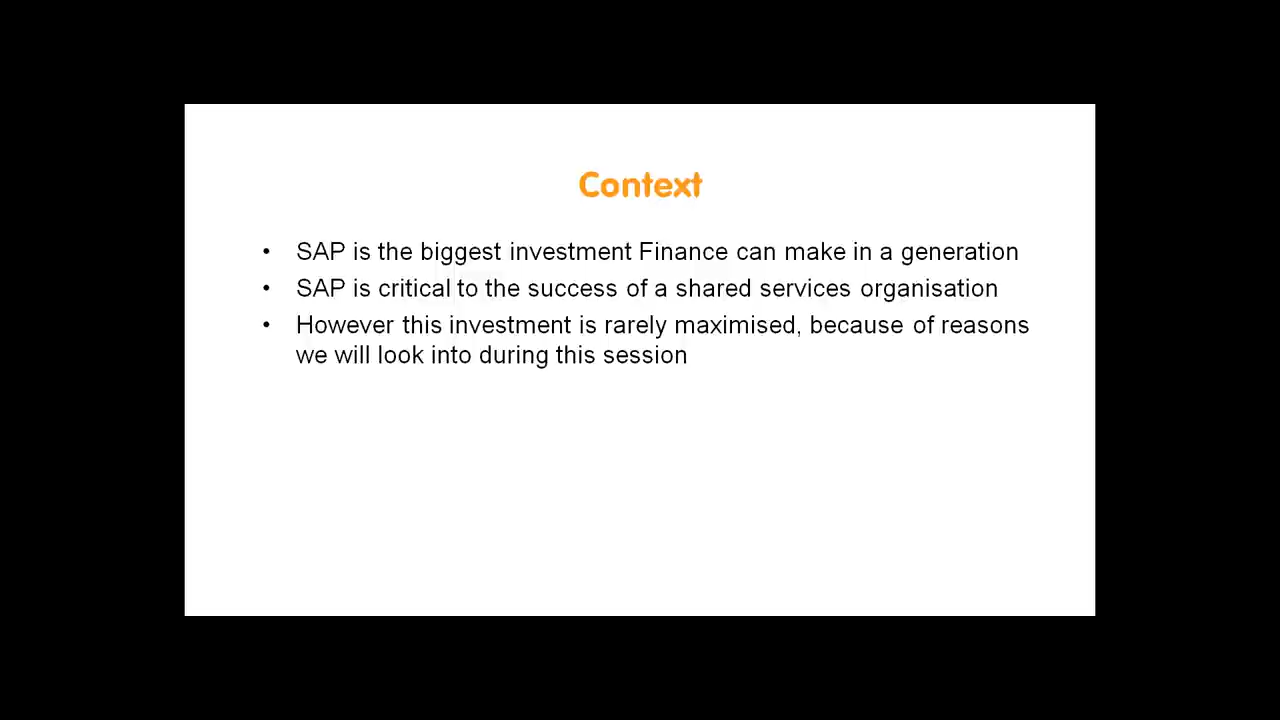 Context
• SAP is the biggest investment Finance can make in a generation
• SAP is critical to the success of a shared services organisation
• However this investment is rarely maximised, because of reasons
we will look into during this session